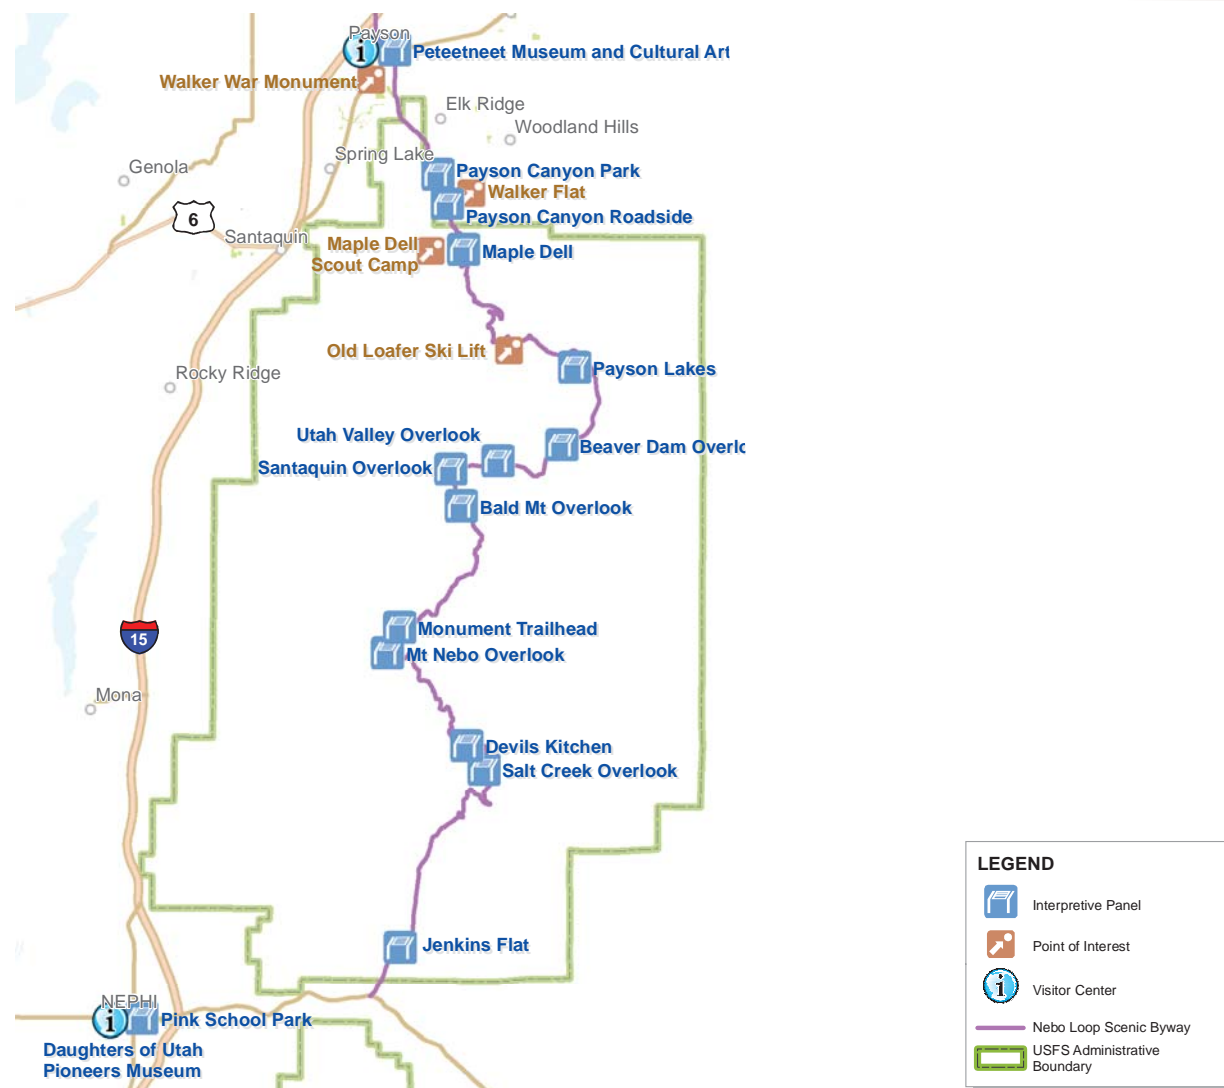 Payson
Peteetneet Museum and Cultural Art
Walker War Monument
Elk Ridge
Woodland Hills
Spring Lake
Genola
Payson Canyon Park
Walker Flat
6
Payson Canyon Roadside
Santaquin
Maple Dell
Scout Camp
Maple Dell
Old Loafer Ski Lift
Payson Lakes
Rocky Ridge
Utah Valley Overlook
Beaver Dam Overlo
Santaquin Overlook
Bald Mt Overlook
15
Monument Trailhead
Mt Nebo Overlook
Mona
Devils Kitchen
Salt Creek Overlook
Jenkins Flat
NEPHI
Pink School Park
Daughters of Utah
Pioneers Museum
LEGEND
Interpretive Panel
Point of Interest
Visitor Center
Nebo Loop Scenic Byway
USFS Administrative
Boundary